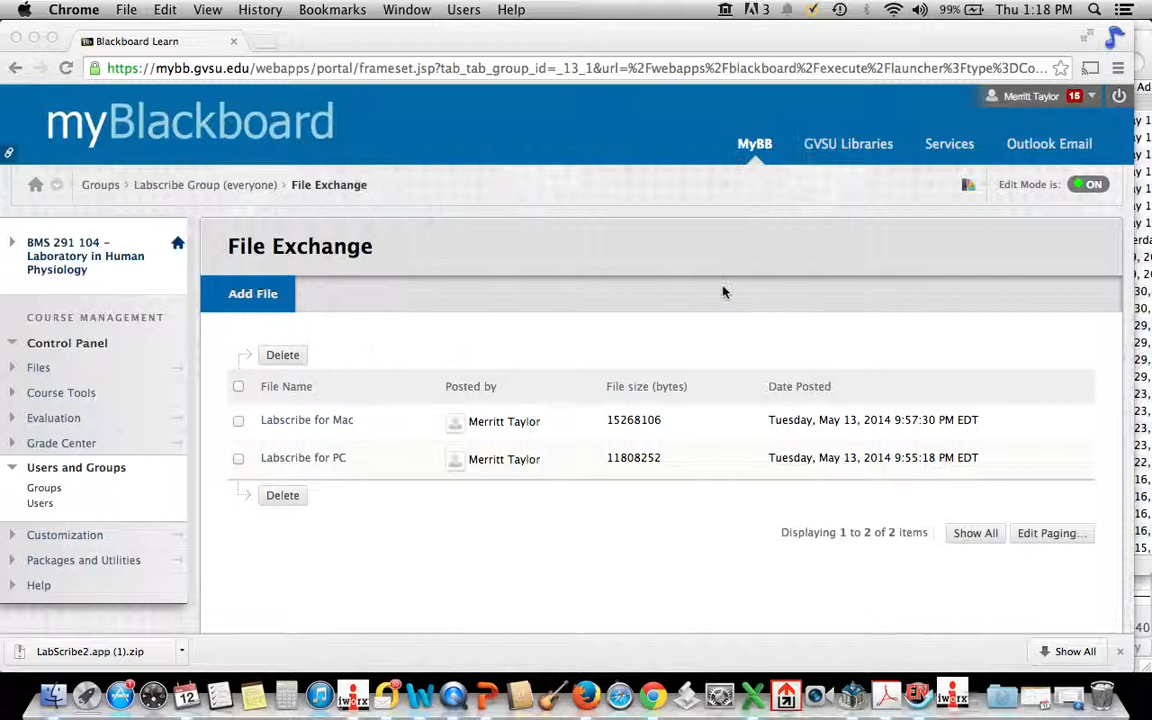 Chrome File Edit View History Bookmarks Window Users Help 3 99% Thu 1:18 PM
Blackboard Learn
https://mybb.gvsu.edu/webapps/portal/frameset.jsp?tab_tab_group_id=_13_1&url=%2Fwebapps%2Fblackboard%2Fexecute%2Flauncher%3Ftype%3DCo...
Merritt Taylor 15
myBlackboard
MyBB GVSU Libraries Services Outlook Email
Groups > Labscribe Group (everyone) > File Exchange Edit Mode is: ON
BMS 291 104 –
Laboratory in Human
Physiology
COURSE MANAGEMENT
Control Panel
Files
Course Tools
Evaluation
Grade Center
Users and Groups
Groups
Users
Customization
Packages and Utilities
Help
File Exchange
Add File
Delete
File Name Posted by File size (bytes) Date Posted
Labscribe for Mac Merritt Taylor 15268106 Tuesday, May 13, 2014 9:57:30 PM EDT
Labscribe for PC Merritt Taylor 11808252 Tuesday, May 13, 2014 9:55:18 PM EDT
Delete
Displaying 1 to 2 of 2 items Show All Edit Paging...
LabScribe2.app (1).zip Show All
12 iworx iworx